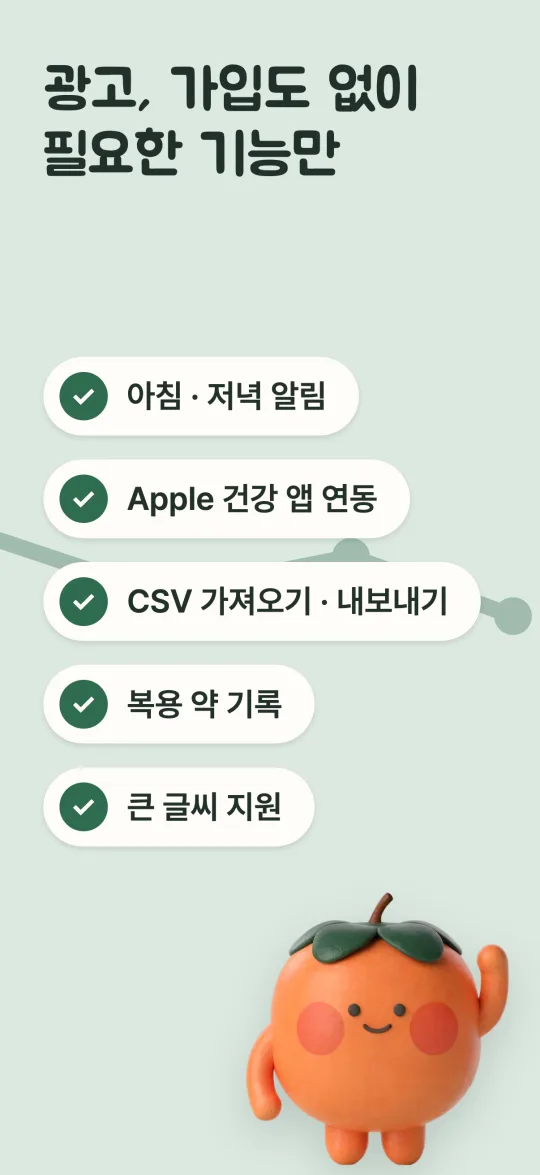 광고, 가입도 없이
필요한 기능만
아침 · 저녁 알림
Apple 건강 앱 연동
CSV 가져오기 · 내보내기
복용 약 기록
큰 글씨 지원